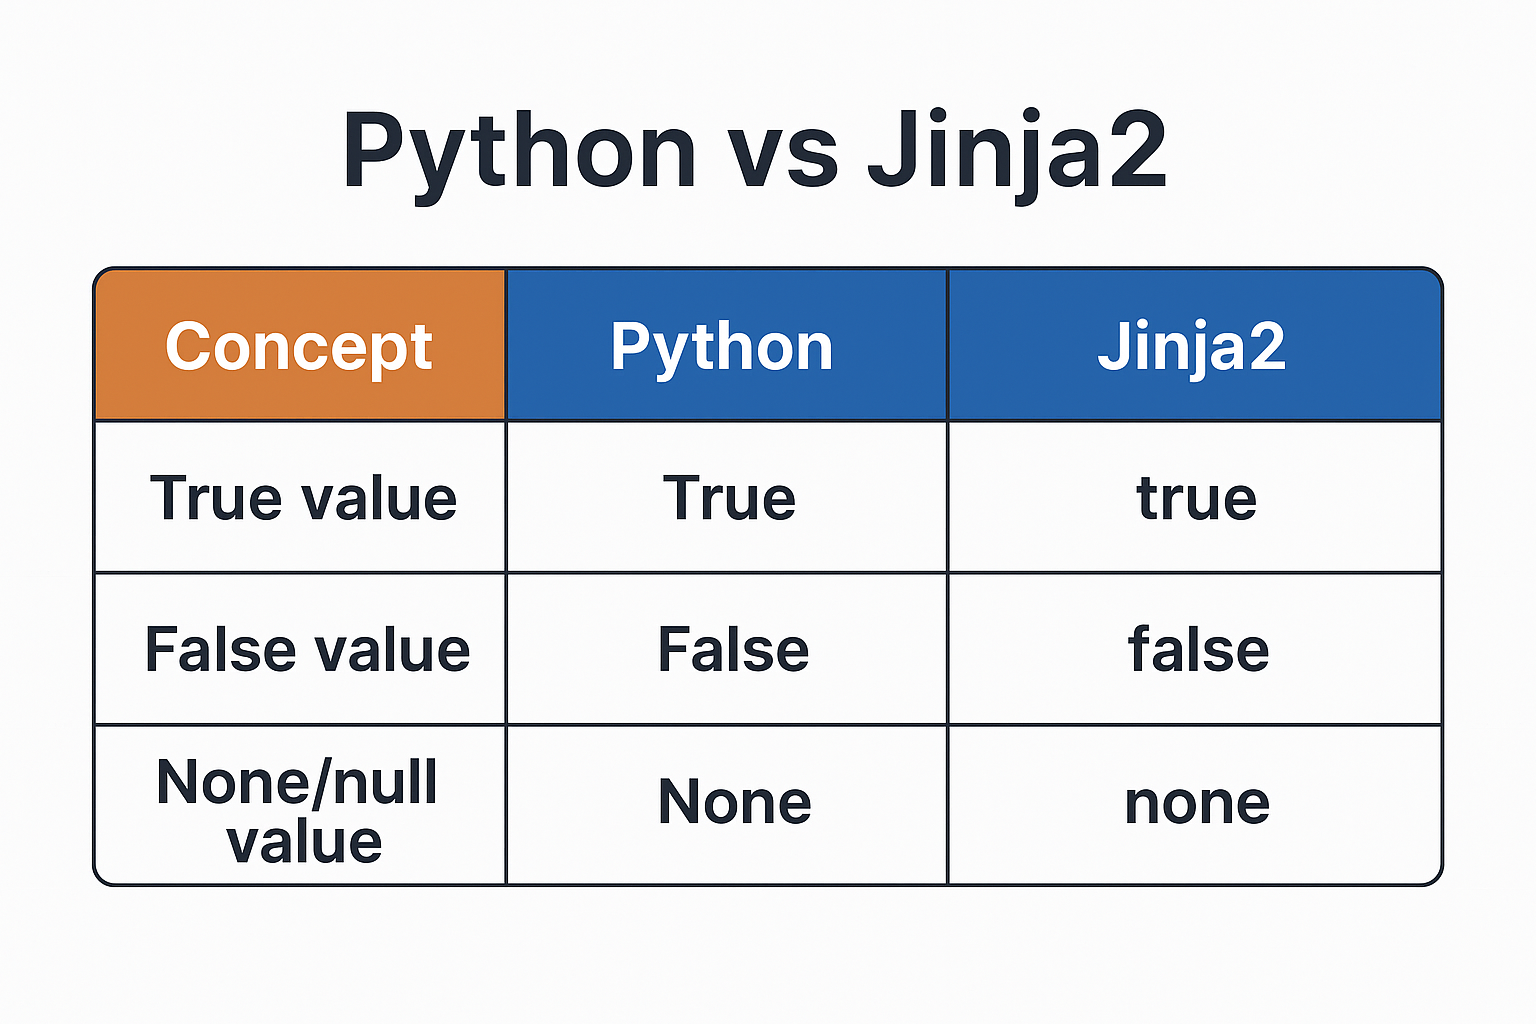 Python vs Jinja2
Concept Python Jinja2
True value True true
False value False false
None/null
value None none